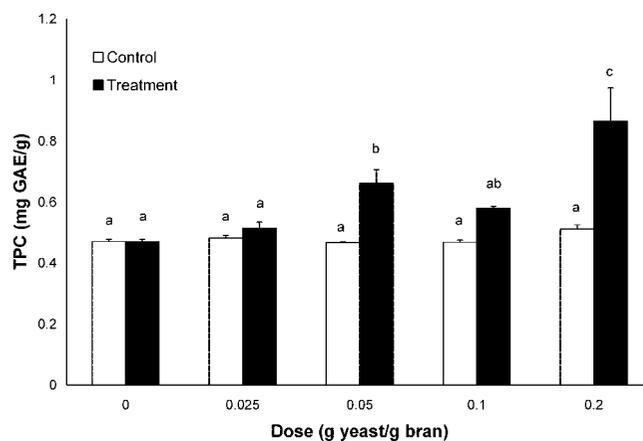 1.2
Control
Treatment
1
c
0.8
b
ab
0.6
a a
a a
a
a
a
0.4
0.2
0
TPC (mg GAE/g)
0 0.025 0.05 0.1 0.2
Dose (g yeast/g bran)